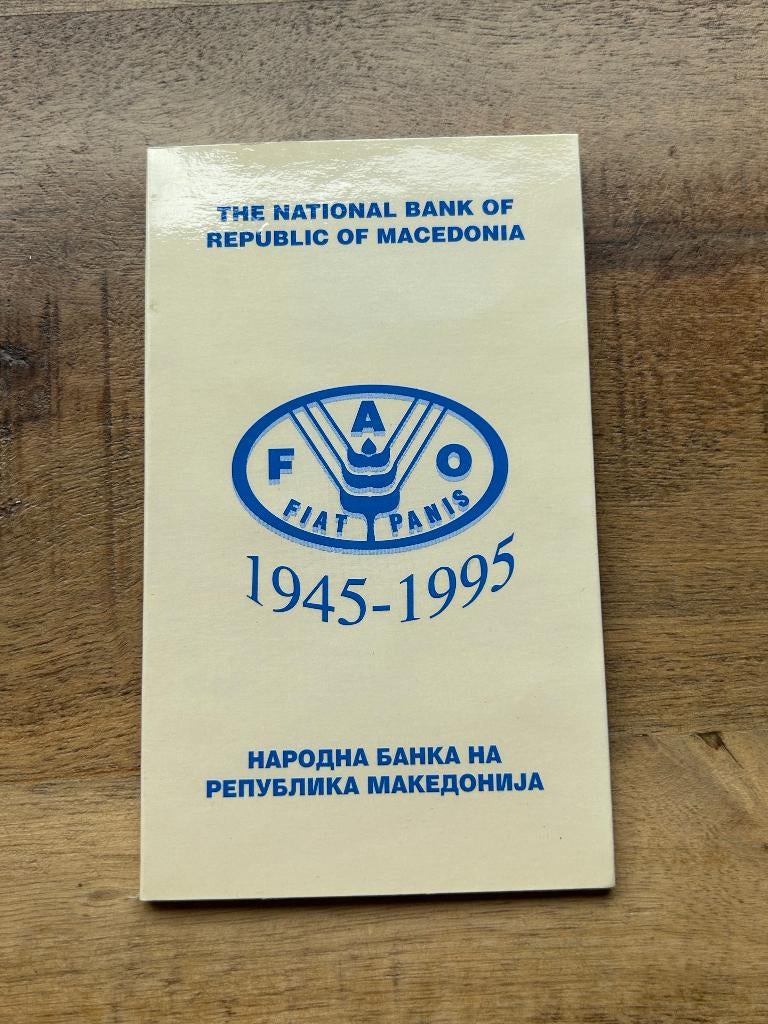 THE NATIONAL BANK OF
REPUBLIC OF MACEDONIA
F A O
FIAT PANIS
1945-1995
НАРОДНА БАНКА НА
РЕПУБЛИКА МАКЕДОНИЈА